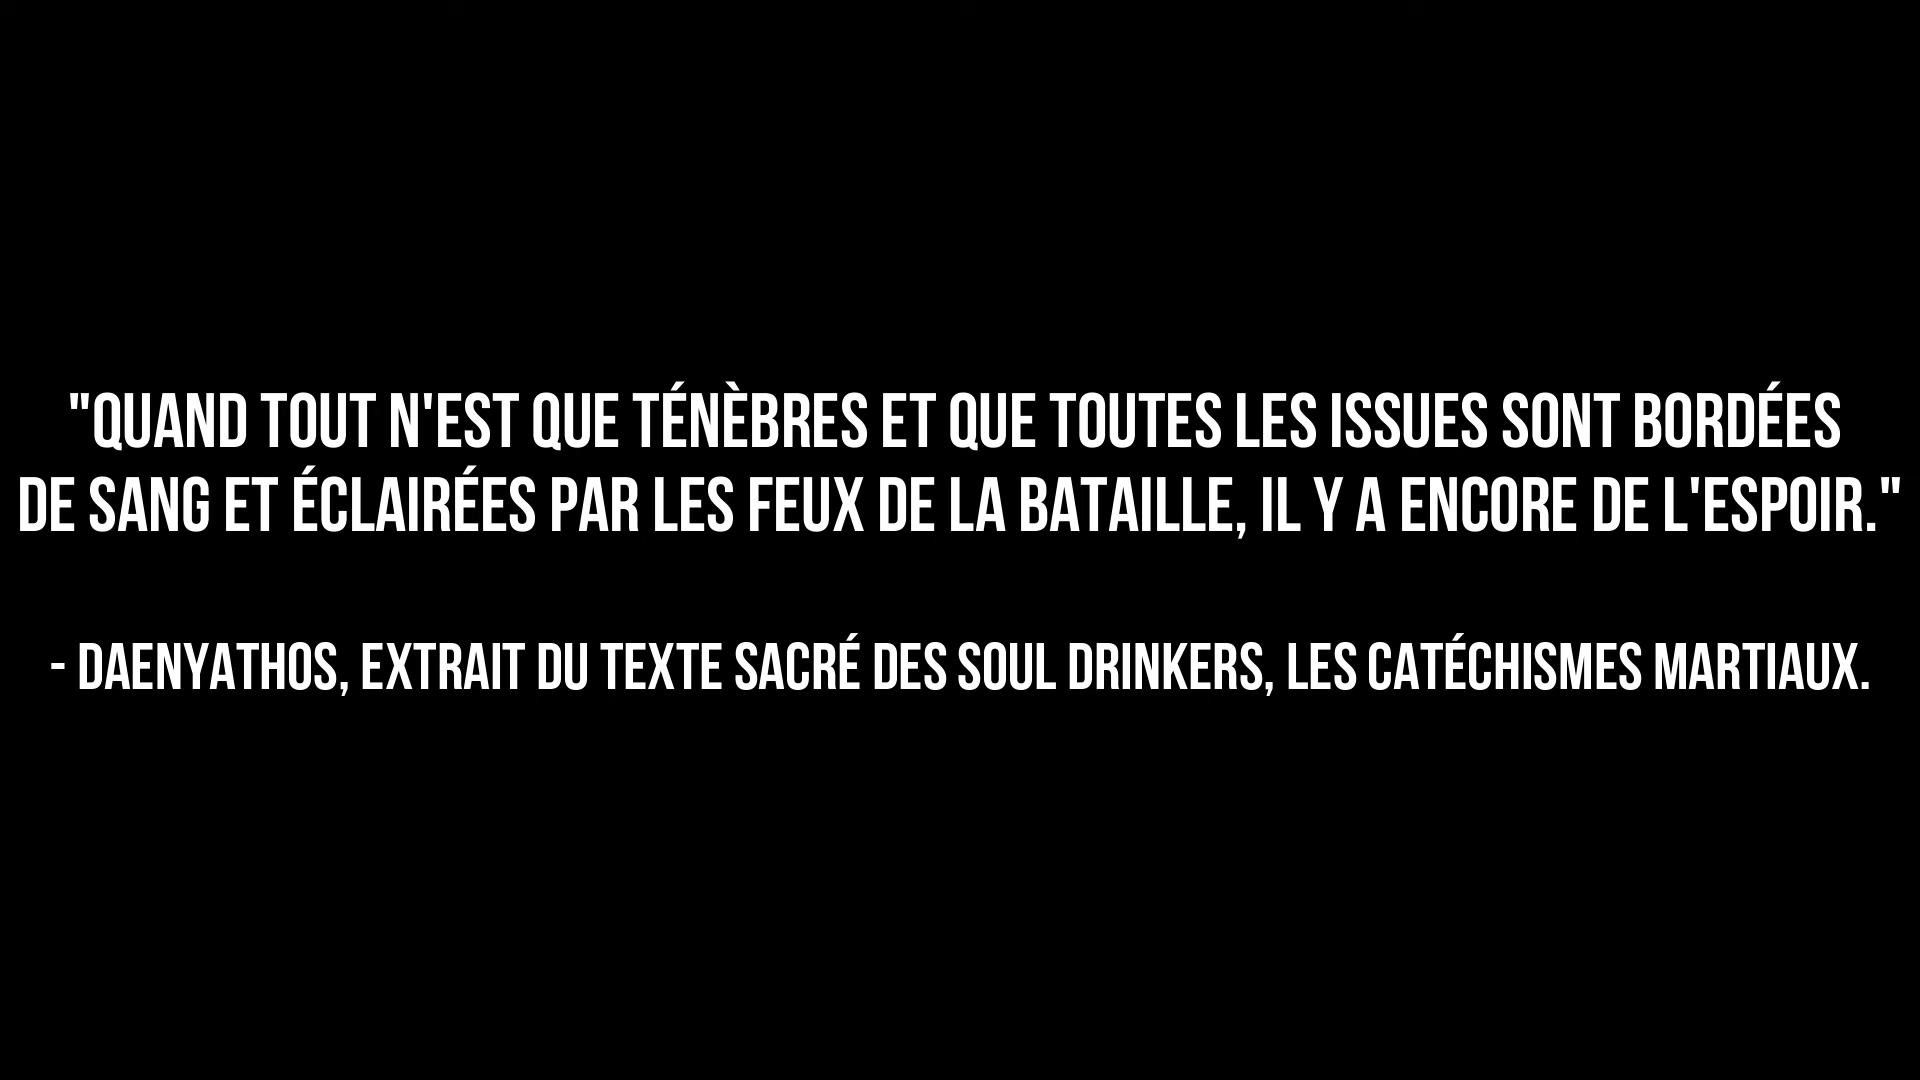 "QUAND TOUT N'EST QUE TÉNÈBRES ET QUE TOUTES LES ISSUES SONT BORDÉES
DE SANG ET ÉCLAIRÉES PAR LES FEUX DE LA BATAILLE, IL Y A ENCORE DE L'ESPOIR."
- DAENYATHOS, EXTRAIT DU TEXTE SACRÉ DES SOUL DRINKERS, LES CATÉCHISMES MARTIAUX.